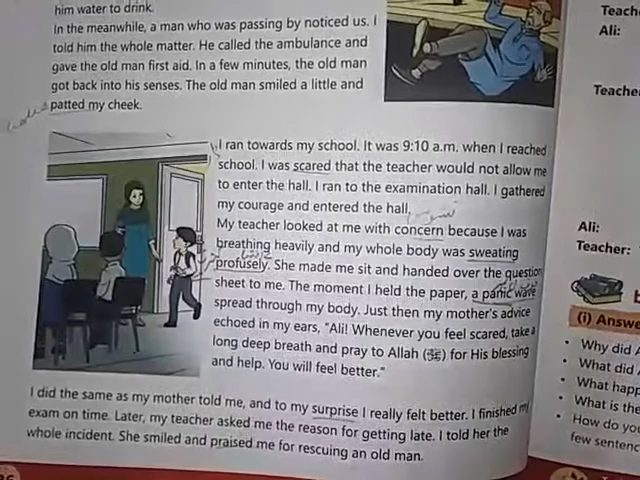 him water to drink.
In the meanwhile, a man who was passing by noticed us. I
told him the whole matter. He called the ambulance and
gave the old man first aid. In a few minutes, the old man
got back into his senses. The old man smiled a little and
patted my cheek.
I ran towards my school. It was 9:10 a.m. when I reached
school. I was scared that the teacher would not allow me
to enter the hall. I ran to the examination hall. I gathered
my courage and entered the hall.
My teacher looked at me with concern because I was
breathing heavily and my whole body was sweating
profusely. She made me sit and handed over the question
sheet to me. The moment I held the paper, a panic wave
spread through my body. Just then my mother's advice
echoed in my ears, "Ali! Whenever you feel scared, take a
long deep breath and pray to Allah (ﷻ) for His blessing
and help. You will feel better."
I did the same as my mother told me, and to my surprise I really felt better. I finished my
exam on time. Later, my teacher asked me the reason for getting late. I told her the
whole incident. She smiled and praised me for rescuing an old man.
Teache
Ali:
Teacher
Ali:
Teacher:
(i) Answe
• Why did A
• What did
• What happ
• What is the
• How do you
few sentenc